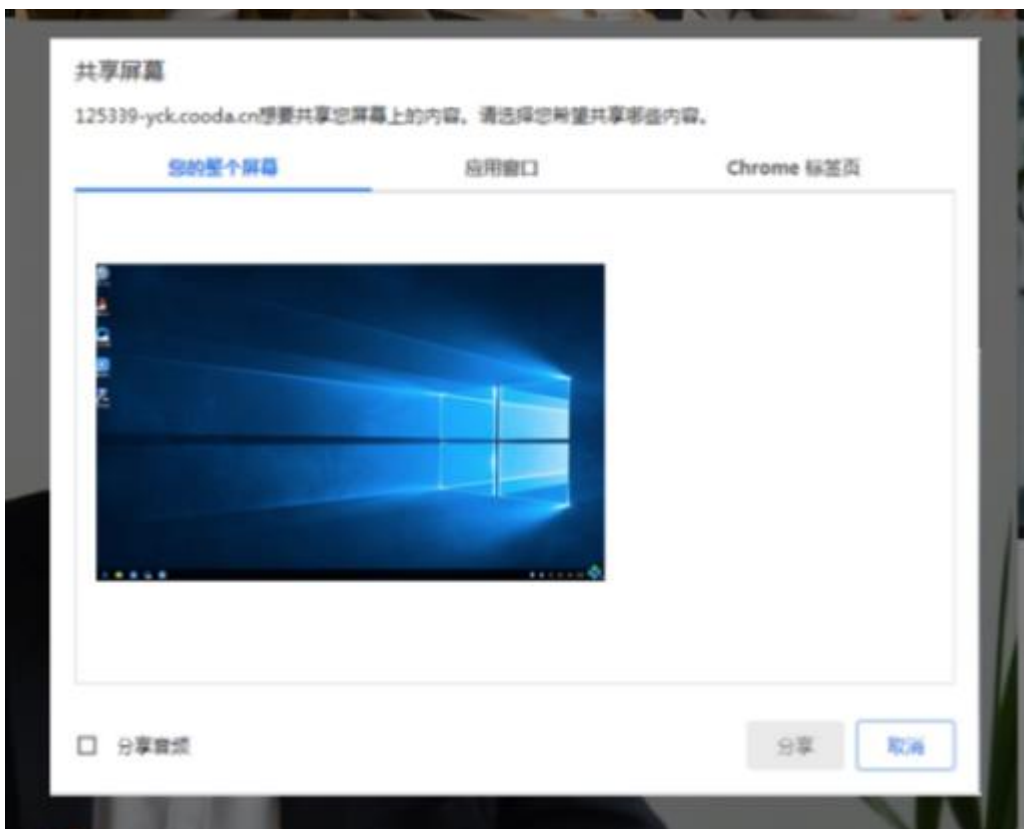 共享屏幕
125339-yck.cooda.cn想要共享您屏幕上的内容。请选择您希望共享哪些内容。
您的整个屏幕
应用窗口
Chrome 标签页
分享音频
分享
取消